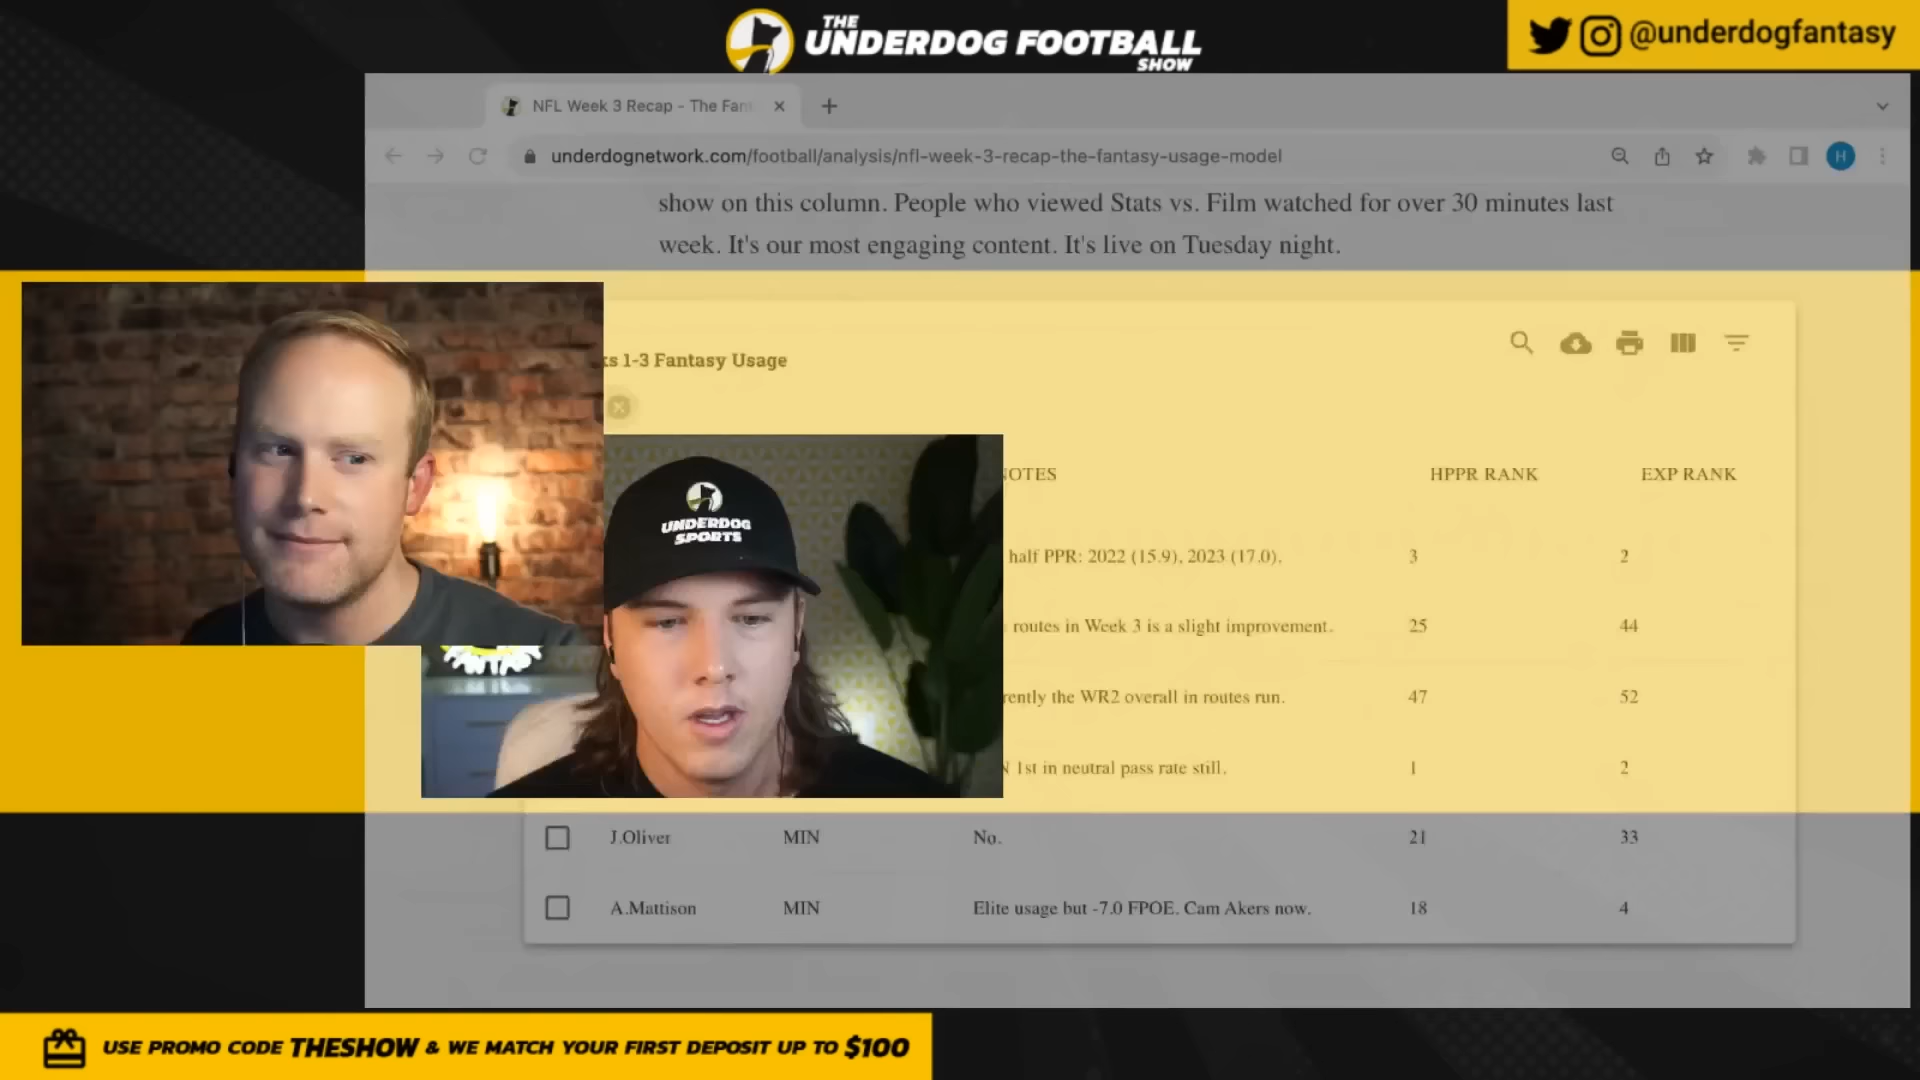 THE
UNDERDOG FOOTBALL
SHOW
@underdogfantasy
NFL Week 3 Recap - The Fan
underdognetwork.com/football/analysis/nfl-week-3-recap-the-fantasy-usage-model
H
show on this column. People who viewed Stats vs. Film watched for over 30 minutes last
week. It's our most engaging content. It's live on Tuesday night.
1-3 Fantasy Usage
NOTES HPPR RANK EXP RANK
half PPR: 2022 (15.9), 2023 (17.0). 3 2
routes in Week 3 is a slight improvement. 25 44
the WR2 overall in routes run. 47 52
1st in neutral pass rate still. 1 2
J.Oliver MIN No. 21 33
A.Mattison MIN Elite usage but -7.0 FPOE. Cam Akers now. 18 4
UNDERDOG
SPORTS
USE PROMO CODE THESHOW & WE MATCH YOUR FIRST DEPOSIT UP TO $100